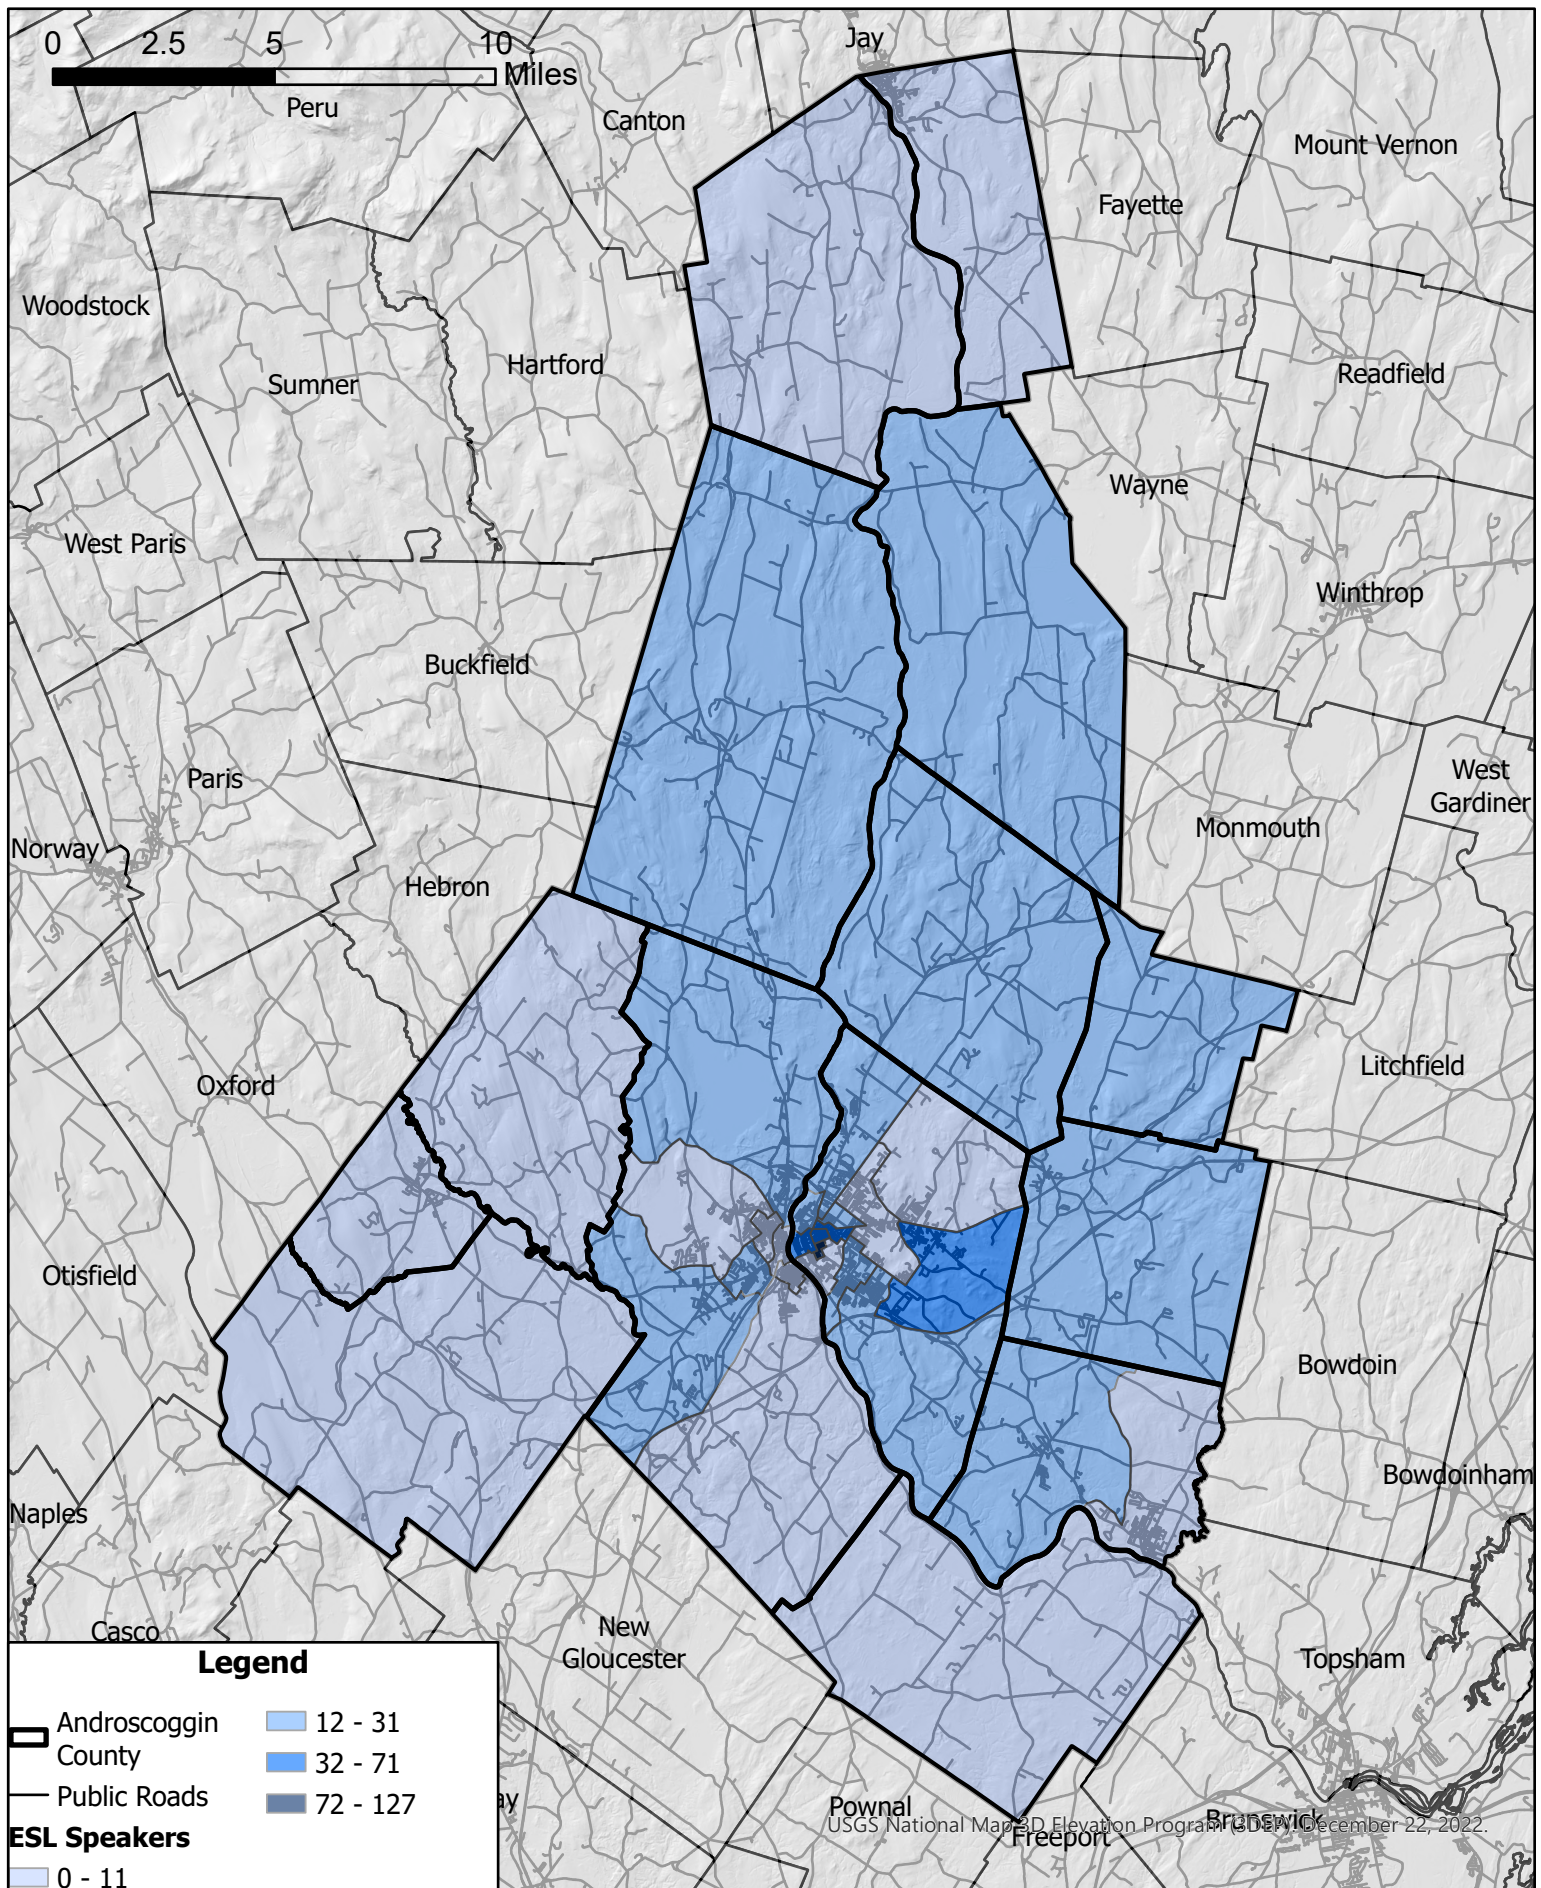 0 2.5 5 10
Miles
Jay
Peru
Canton
Mount Vernon
Fayette
Woodstock
Hartford
Sumner
Readfield
Wayne
West Paris
Winthrop
Buckfield
Paris
West
Gardiner
Monmouth
Norway
Hebron
Litchfield
Oxford
Otisfield
Bowdoin
Bowdoinham
Naples
Casco
New
Gloucester
Topsham
Legend
Androscoggin
County
Public Roads
ESL Speakers
0 - 11
12 - 31
32 - 71
72 - 127
ay
Pownal
Brunswick
USGS National Map 3D Elevation Program (3DEP). December 22, 2022.
Freeport